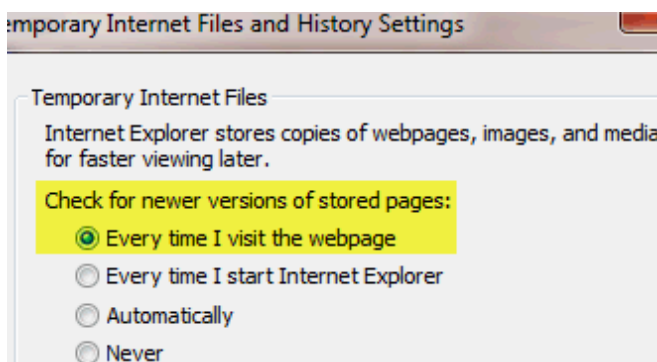 Temporary Internet Files and History Settings
Temporary Internet Files
Internet Explorer stores copies of webpages, images, and media
for faster viewing later.
Check for newer versions of stored pages:
Every time I visit the webpage
Every time I start Internet Explorer
Automatically
Never